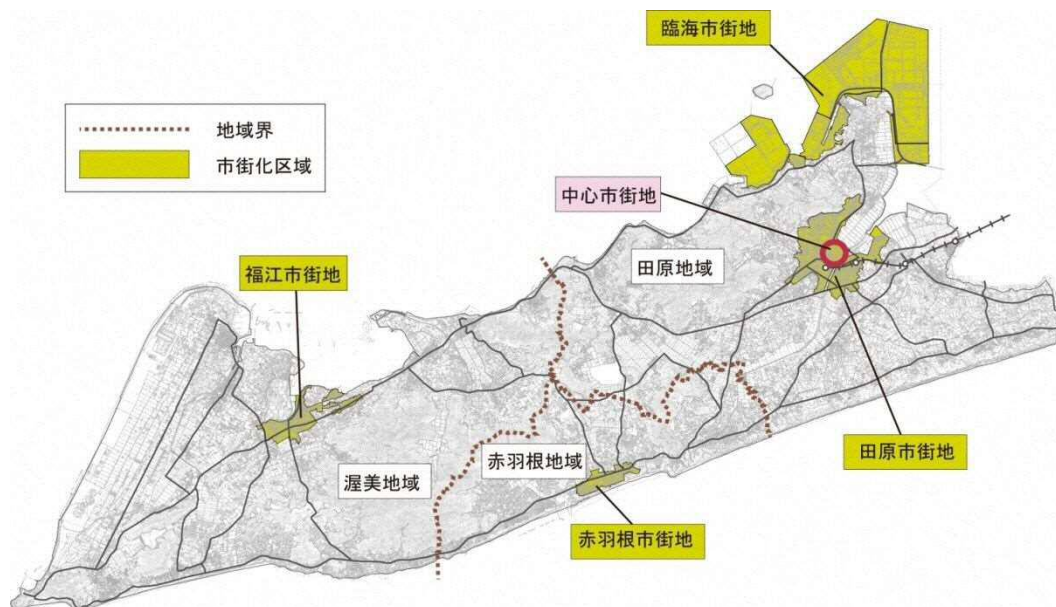 臨海市街地
地域界
市街化区域
中心市街地
田原地域
福江市街地
赤羽根地域
田原市街地
渥美地域
赤羽根市街地